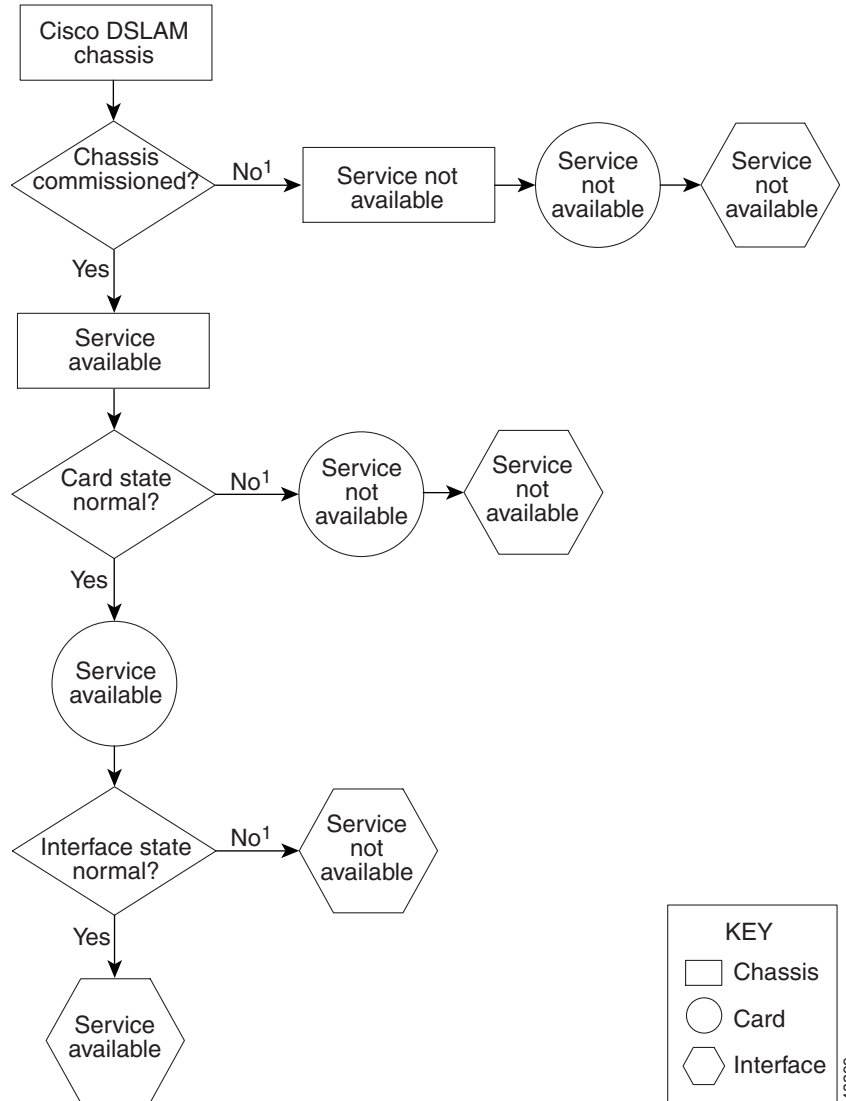 Cisco DSLAM
chassis
Chassis
commissioned?
No1
Service not
available
Service
not
available
Service
not
available
Yes
Service
available
Card state
normal?
No1
Service
not
available
Service
not
available
Yes
Service
available
Interface state
normal?
No1
Service
not
available
Yes
Service
available
KEY
Chassis
Card
Interface